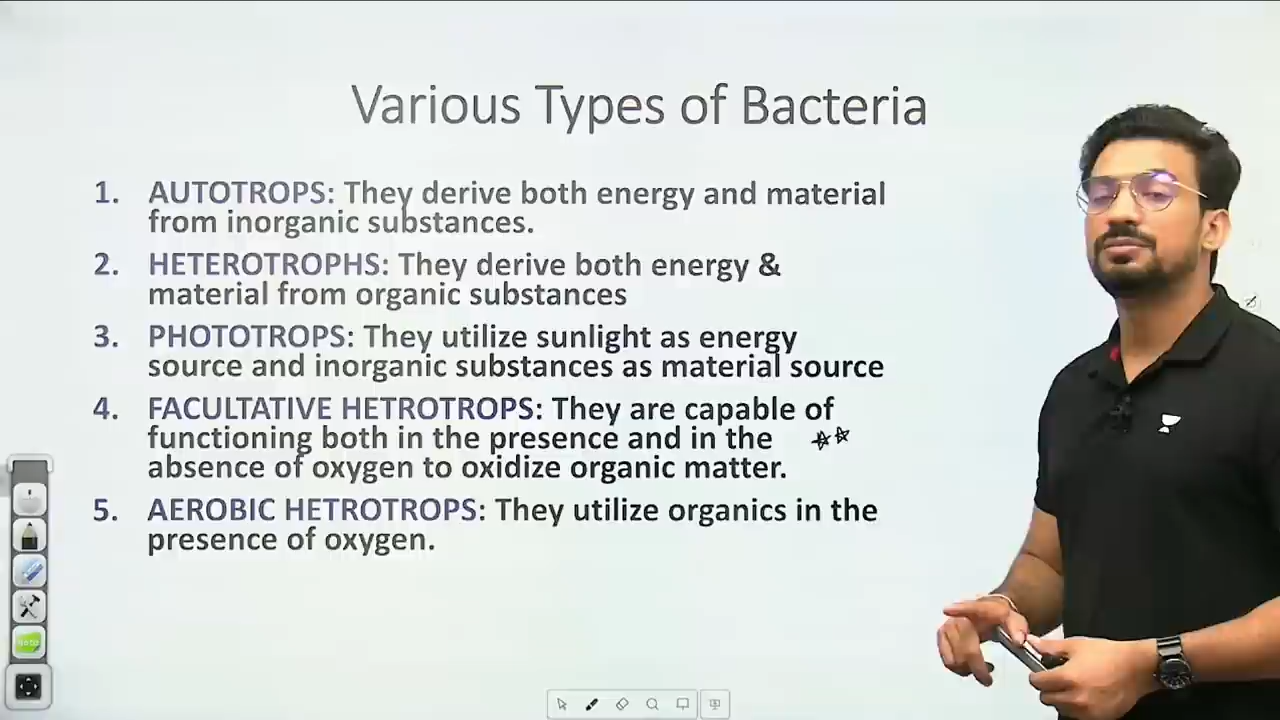 Various Types of Bacteria
1. AUTOTROPS: They derive both energy and material
from inorganic substances.
2. HETEROTROPHS: They derive both energy &
material from organic substances
3. PHOTOTROPS: They utilize sunlight as energy
source and inorganic substances as material source
4. FACULTATIVE HETROTROPS: They are capable of
functioning both in the presence and in the
absence of oxygen to oxidize organic matter.
5. AEROBIC HETROTROPS: They utilize organics in the
presence of oxygen.